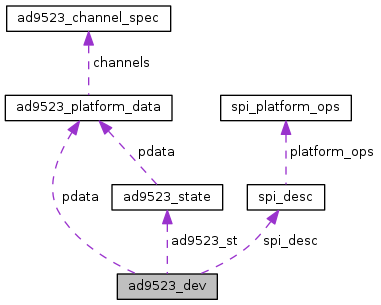 ad9523_channel_spec
channels
ad9523_platform_data
spi_platform_ops
pdata
platform_ops
pdata
ad9523_state
spi_desc
ad9523_st
spi_desc
ad9523_dev